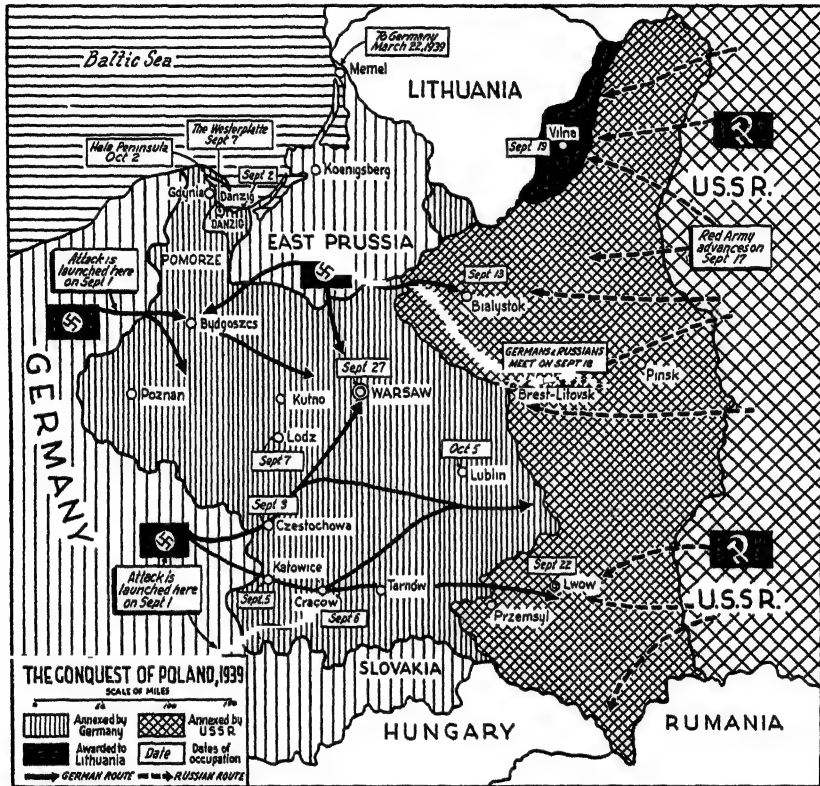 To Germany
March 22, 1939
Baltic Sea
Memel
LITHUANIA
The Westerplatte
Sept 7
Hela Peninsula
Oct 2
Vilna
Sept 19
U.S.S.R.
Sept 2
Koenigsberg
Gdynia
Danzig
DANZIG
Red Army
advances on
Sept 17
EAST PRUSSIA
POMORZE
Attack is
launched here
on Sept 1
Sept 13
Bialystok
Bydgoszcs
GERMANS & RUSSIANS
MEET ON SEPT 18
GERMANY
Sept 27
Pinsk
Poznan
Kutno
WARSAW
Brest-Litovsk
Lodz
Sept 7
Oct 5
Lublin
Sept 3
Czestochowa
Katowice
Sept 22
Lwow
Attack is
launched here
on Sept 1
Sept. 5
Cracow
Tarnów
U.S.S.R.
Sept 6
Przemsyl
THE CONQUEST OF POLAND, 1939
SCALE OF MILES
SLOVAKIA
HUNGARY
RUMANIA
Annexed by
Germany
Annexed by
U.S.S.R
Awarded to
Lithuania
Date
Dates of
occupation
GERMAN ROUTE
RUSSIAN ROUTE